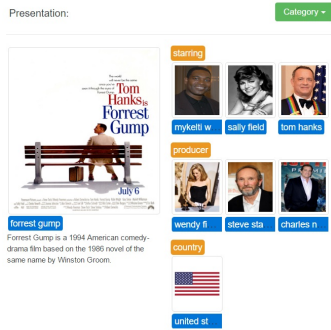 Presentation:
Category
starring
Tom
Hanks is
Forrest
Gump
July 6
mykelti w
sally field
tom hanks
producer
forrest gump
Forrest Gump is a 1994 American comedy-
drama film based on the 1986 novel of the
same name by Winston Groom.
wendy fi
steve sta
charles n
country
united st